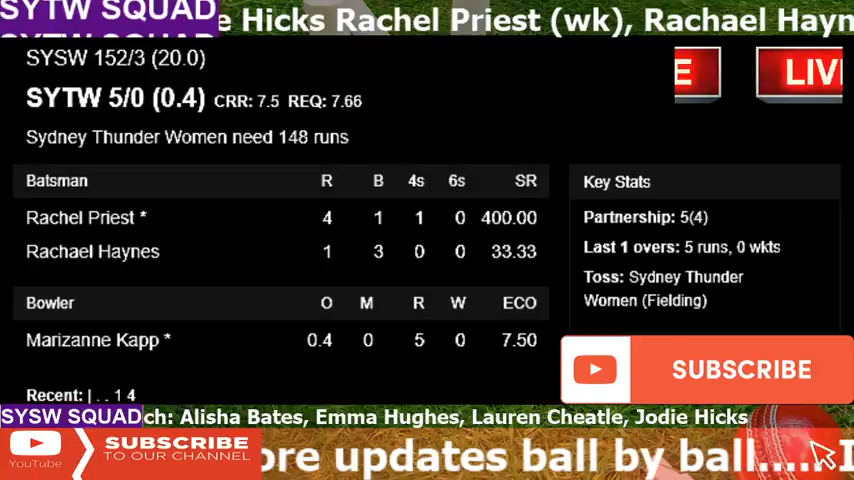 SYTW SQUAD
e Hicks Rachel Priest (wk), Rachael Hayn
SYSW 152/3 (20.0)
SYTW 5/0 (0.4) CRR: 7.5 REQ: 7.66
Sydney Thunder Women need 148 runs
E LIV
Batsman R B 4s 6s SR
Rachel Priest * 4 1 1 0 400.00
Rachael Haynes 1 3 0 0 33.33
Bowler O M R W ECO
Marizanne Kapp * 0.4 0 5 0 7.50
Recent: | . . 1 4
Key Stats
Partnership: 5(4)
Last 1 overs: 5 runs, 0 wkts
Toss: Sydney Thunder
Women (Fielding)
SUBSCRIBE
SYSW SQUAD ch: Alisha Bates, Emma Hughes, Lauren Cheatle, Jodie Hicks
YouTube
SUBSCRIBE
TO OUR CHANNEL
ore updates ball by ball.....I